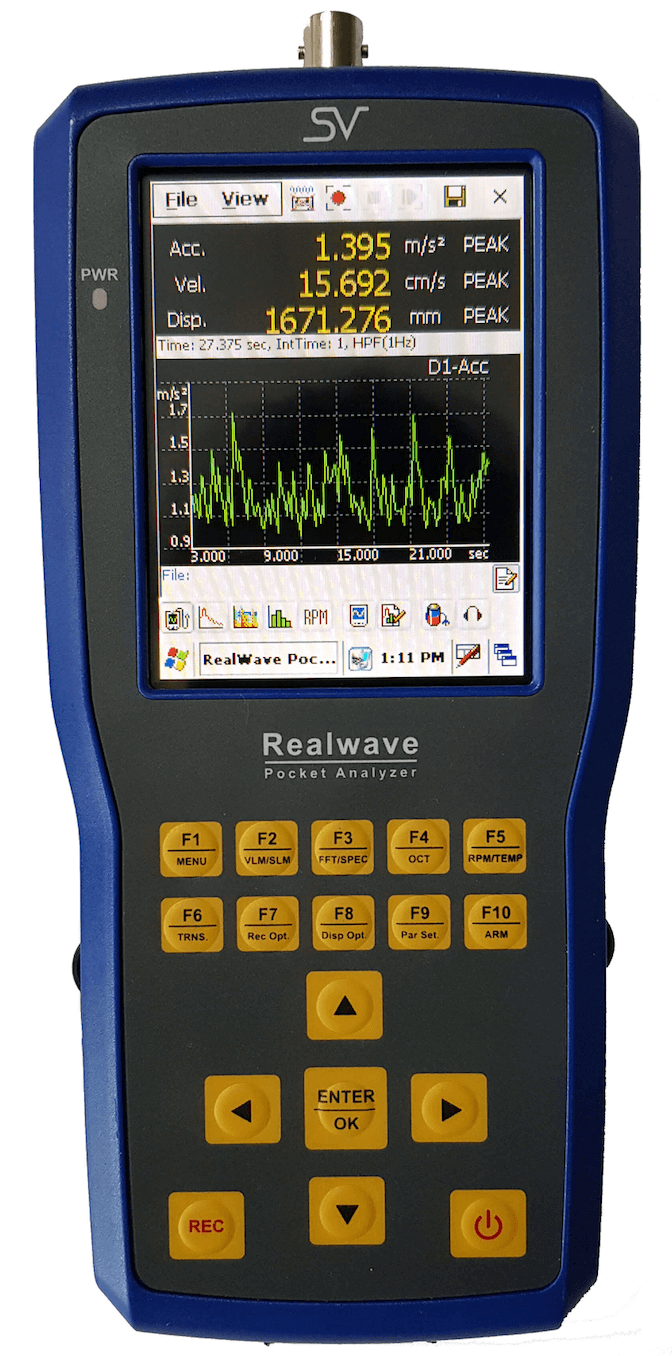 SV
PWR
File View
Acc. 1.395 m/s² PEAK
Vel. 15.692 cm/s PEAK
Disp. 1671.276 mm PEAK
Time: 27.375 sec, IntTime: 1, HPF(1Hz)
D1-Acc
m/s²
1.7
1.5
1.3
1.1
0.9
3.000 9.000 15.000 21.000 sec
File:
RPM
RealWave Poc... 1:11 PM
Realwave
Pocket Analyzer
F1 F2 F3 F4 F5
MENU VLM/SLM FFT/SPEC OCT RPM/TEMP
F6 F7 F8 F9 F10
TRNS. Rec Opt. Disp Opt. Par Set. ARM
ENTER
OK
REC